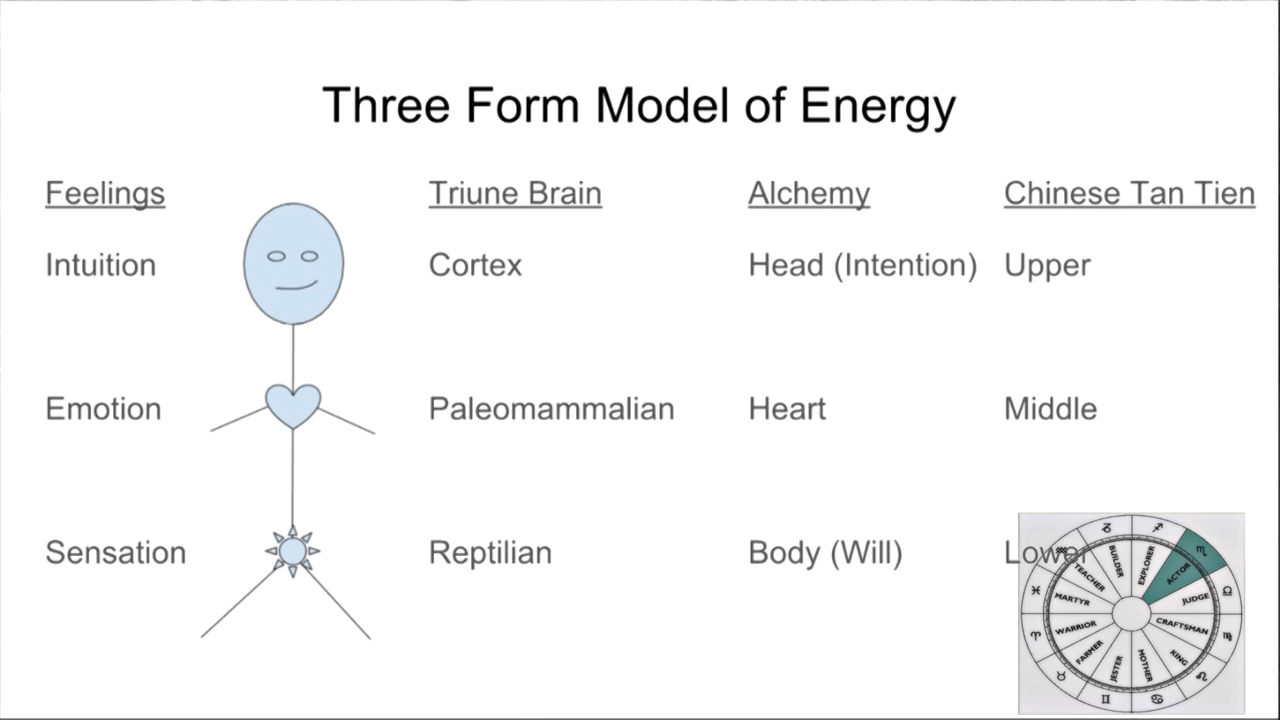 Three Form Model of Energy
Feelings Triune Brain Alchemy Chinese Tan Tien
Intuition Cortex Head (Intention) Upper
Emotion Paleomammalian Heart Middle
Sensation Reptilian Body (Will) Lower
♑ ♐ ♏ ♎ ♍ ♌ ♋ ♊ ♉ ♈ ♓ ♒
BUILDER
EXPLORER
ACTOR
JUDGE
CRAFTSMAN
KING
MOTHER
JESTER
FARMER
WARRIOR
MARTYR
TEACHER